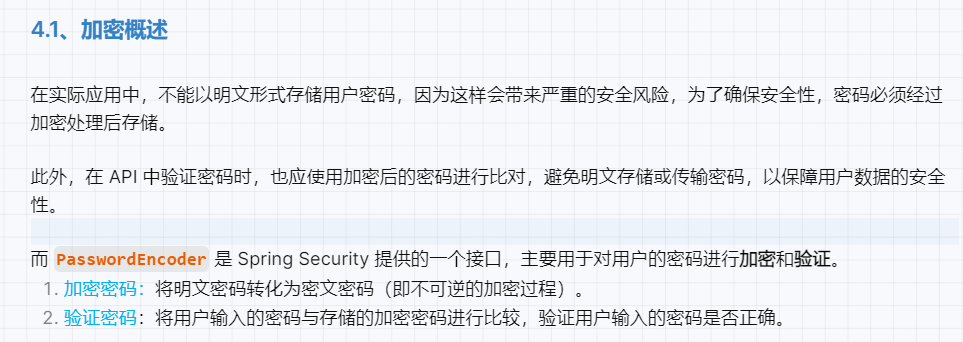 4.1、加密概述
在实际应用中，不能以明文形式存储用户密码，因为这样会带来严重的安全风险，为了确保安全性，密码必须经过
加密处理后存储。
此外，在 API 中验证密码时，也应使用加密后的密码进行比对，避免明文存储或传输密码，以保障用户数据的安全
性。
而 PasswordEncoder 是 Spring Security 提供的一个接口，主要用于对用户的密码进行加密和验证。
1. 加密密码：将明文密码转化为密文密码（即不可逆的加密过程）。
2. 验证密码：将用户输入的密码与存储的加密密码进行比较，验证用户输入的密码是否正确。